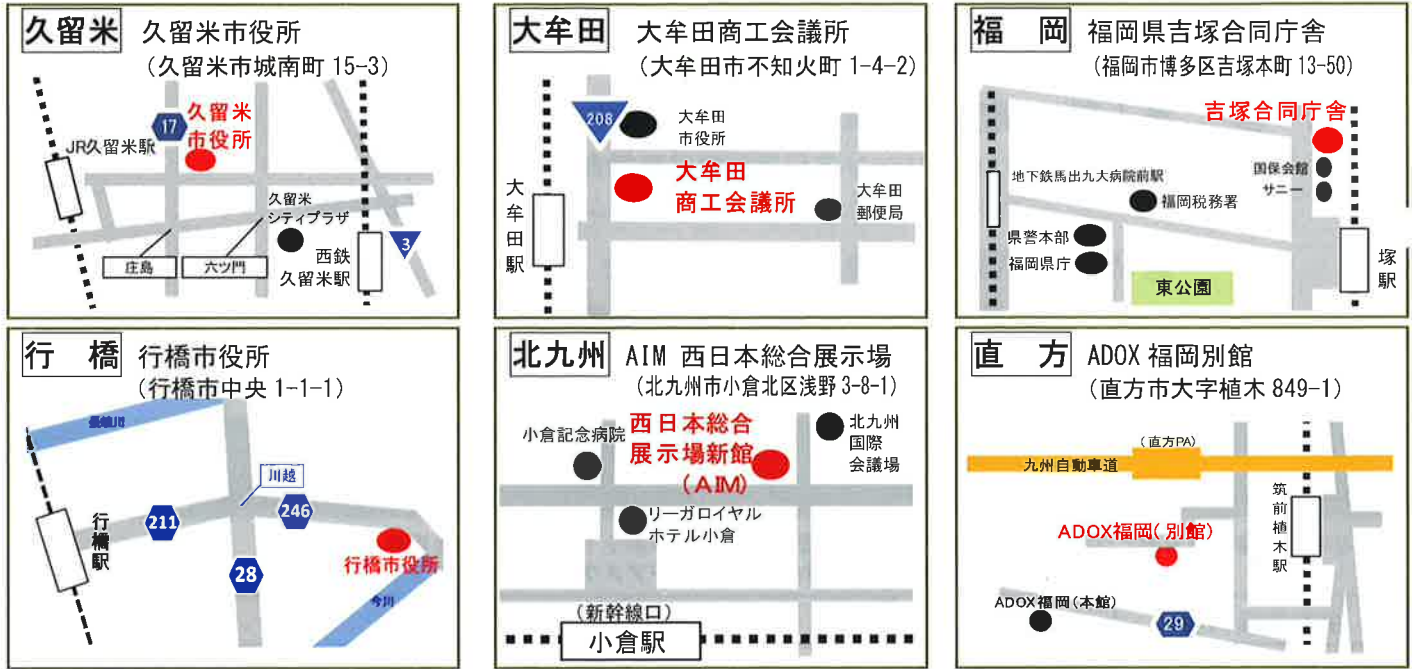 久留米 久留米市役所
(久留米市城南町 15-3)
17
久留米
市役所
JR久留米駅
久留米
シティプラザ
庄島
六ツ門
西鉄
久留米駅
3
大牟田 大牟田商工会議所
(大牟田市不知火町 1-4-2)
208
大牟田
市役所
大牟田
商工会議所
大牟田
郵便局
大牟田駅
福岡 福岡県吉塚合同庁舎
(福岡市博多区吉塚本町 13-50)
吉塚合同庁舎
国保会館
サニー
地下鉄馬出九大病院前駅
福岡税務署
県警本部
福岡県庁
東公園
塚駅
行橋 行橋市役所
(行橋市中央 1-1-1)
川越
211
246
28
行橋駅
行橋市役所
今川
北九州 AIM 西日本総合展示場
(北九州市小倉北区浅野 3-8-1)
小倉記念病院
西日本総合
展示場新館
(AIM)
北九州
国際
会議場
リーガロイヤル
ホテル小倉
(新幹線口)
小倉駅
直方 ADOX 福岡別館
(直方市大字植木 849-1)
(直方PA)
九州自動車道
筑前植木駅
ADOX福岡(別館)
ADOX福岡(本館)
29